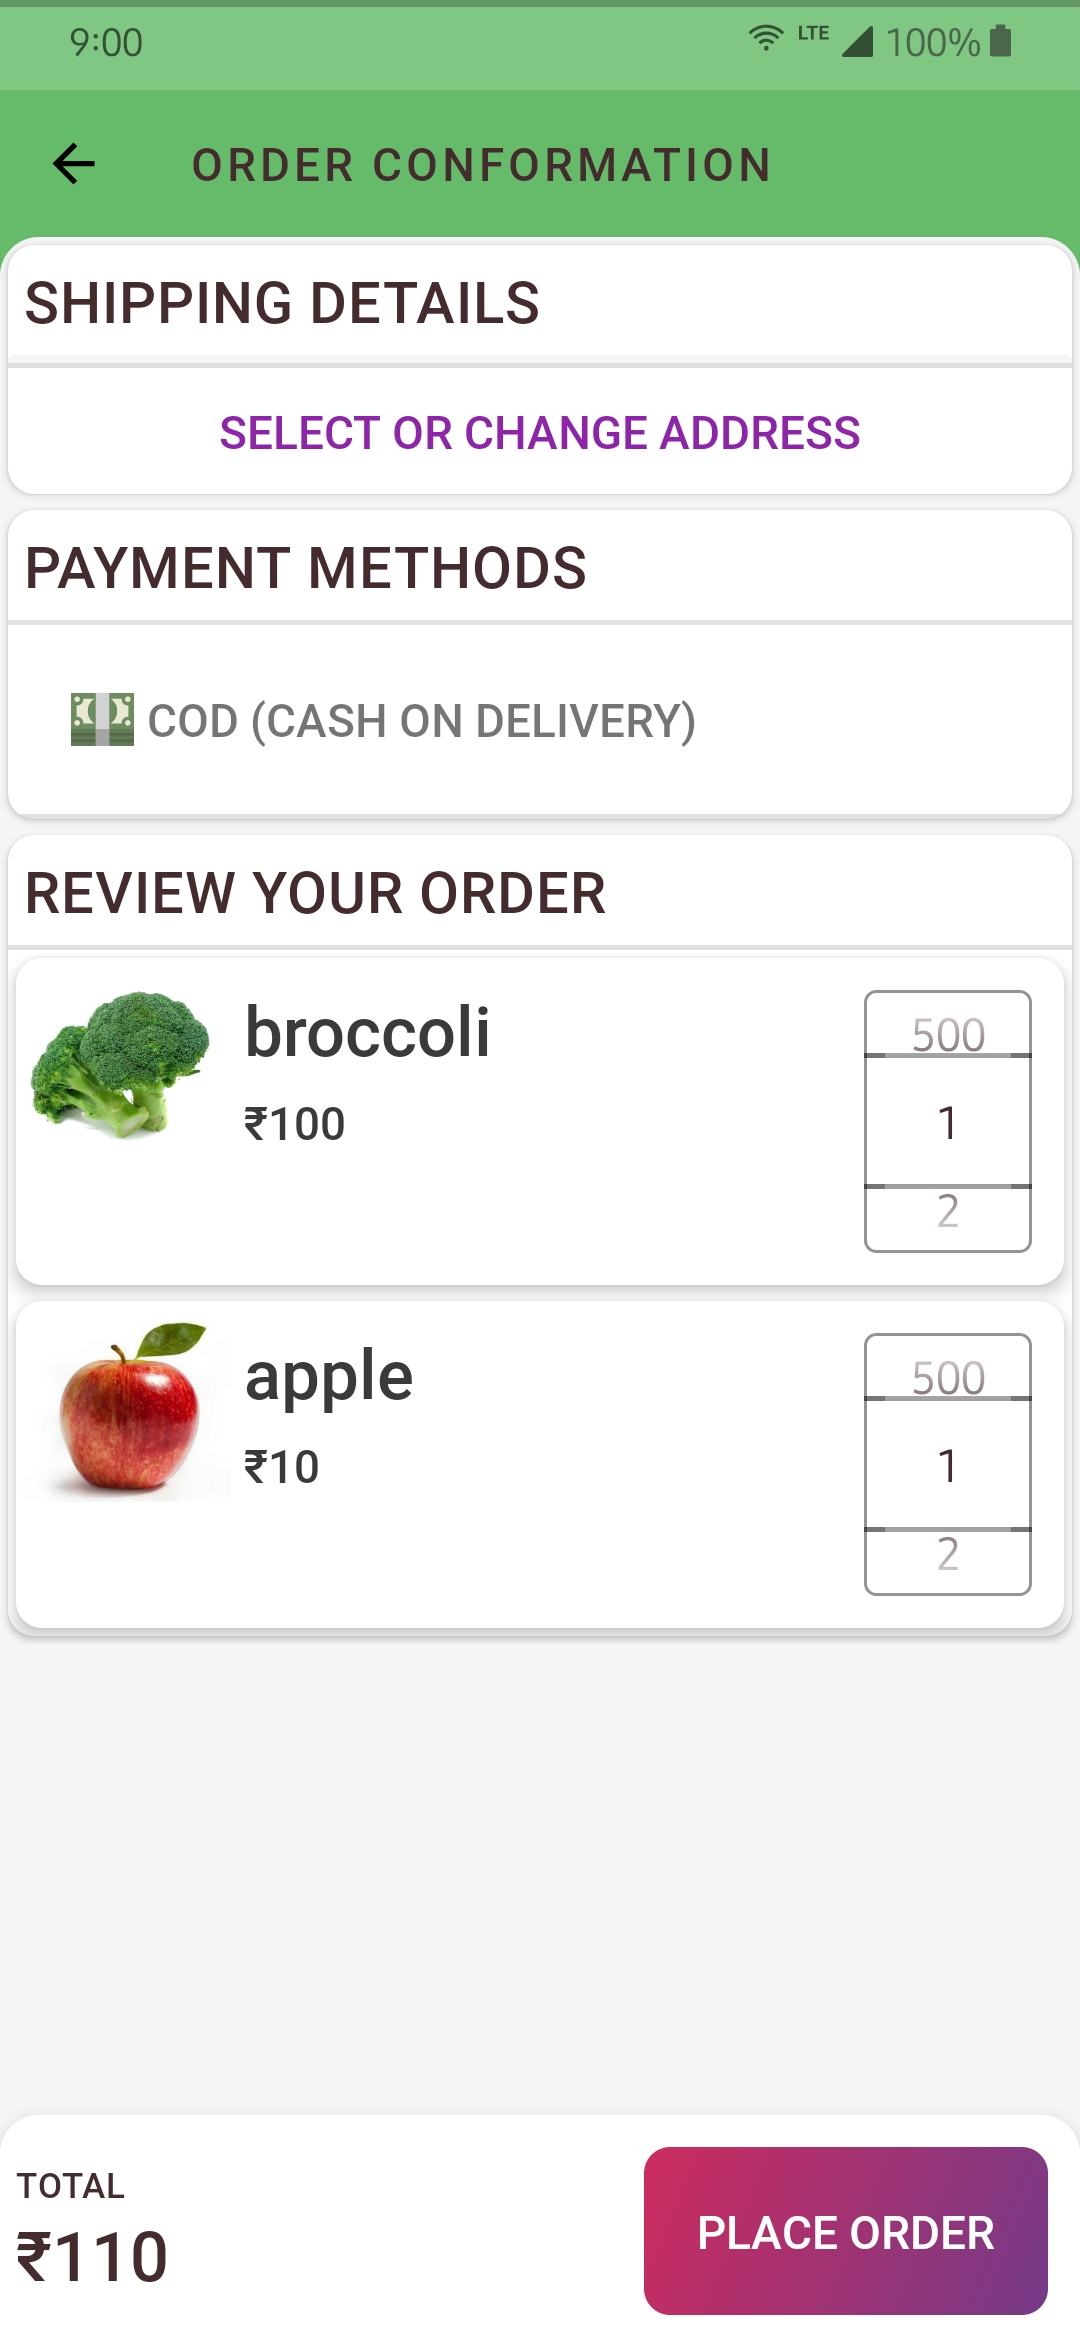 9:00 LTE 100%
ORDER CONFORMATION
SHIPPING DETAILS
SELECT OR CHANGE ADDRESS
PAYMENT METHODS
COD (CASH ON DELIVERY)
REVIEW YOUR ORDER
broccoli
₹100
500
1
2
apple
₹10
500
1
2
TOTAL
₹110
PLACE ORDER